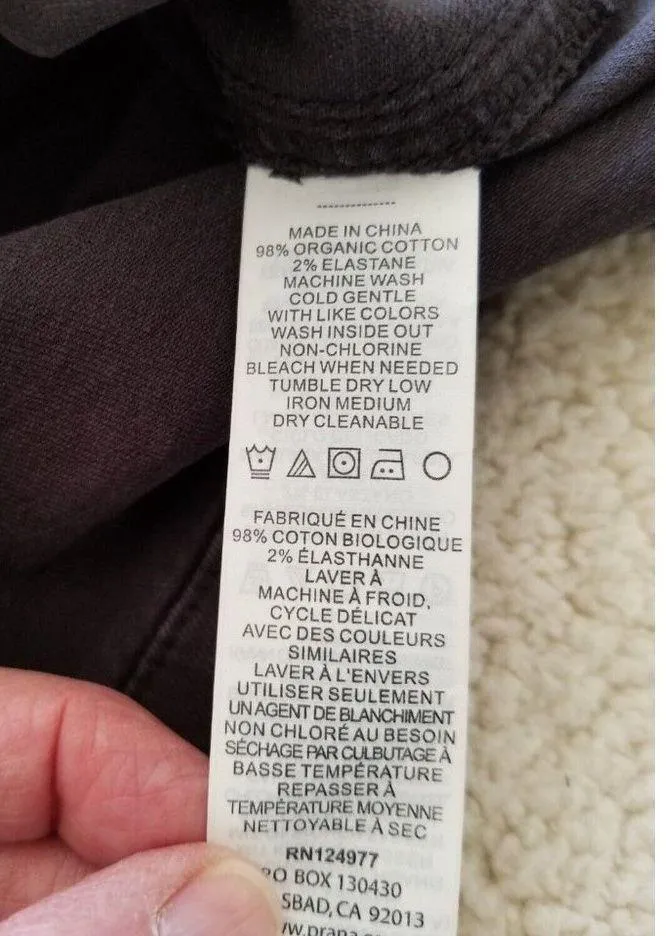 MADE IN CHINA
98% ORGANIC COTTON
2% ELASTANE
MACHINE WASH
COLD GENTLE
WITH LIKE COLORS
WASH INSIDE OUT
NON-CHLORINE
BLEACH WHEN NEEDED
TUMBLE DRY LOW
IRON MEDIUM
DRY CLEANABLE
FABRIQUÉ EN CHINE
98% COTON BIOLOGIQUE
2% ÉLASTHANNE
LAVER À
MACHINE À FROID,
CYCLE DÉLICAT
AVEC DES COULEURS
SIMILAIRES
LAVER À L'ENVERS
UTILISER SEULEMENT
UN AGENT DE BLANCHIMENT
NON CHLORÉ AU BESOIN
SÉCHAGE PAR CULBUTAGE À
BASSE TEMPÉRATURE
REPASSER À
TEMPÉRATURE MOYENNE
NETTOYABLE À SEC
RN124977
PO BOX 130430
SBAD, CA 92013